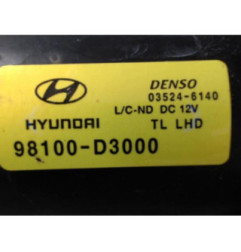 DENSO
03524-6140
L/C-ND DC 12V
HYUNDAI TL LHD
98100-D3000